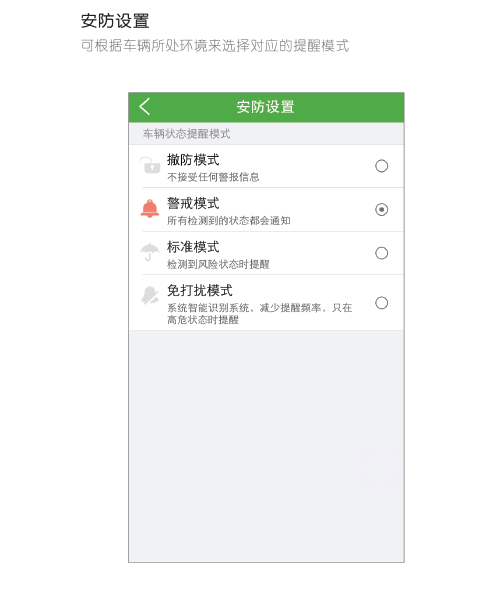 安防设置
可根据车辆所处环境来选择对应的提醒模式
安防设置
车辆状态提醒模式
撤防模式
不接受任何警报信息
警戒模式
所有检测到的状态都会通知
标准模式
检测到风险状态时提醒
免打扰模式
系统智能识别系统，减少提醒频率，只在
高危状态时提醒